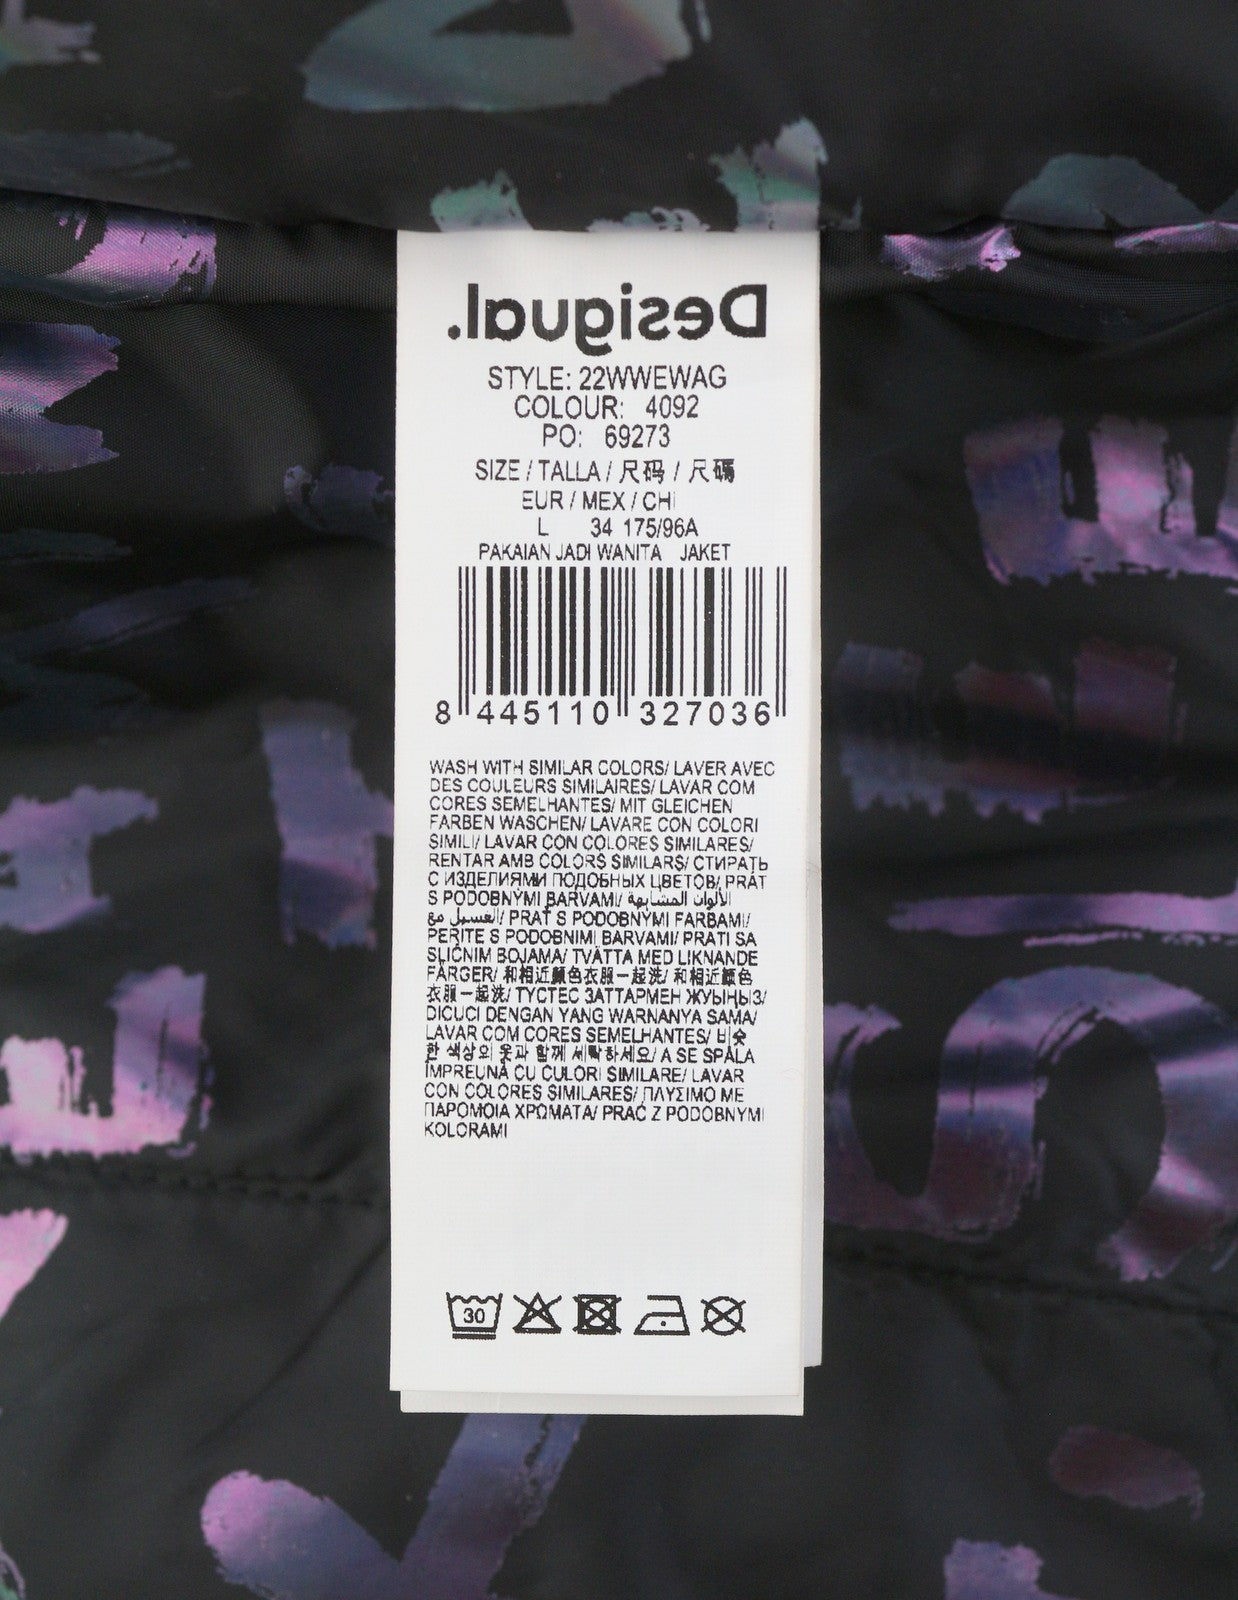 Desigual.
STYLE: 22WWEWAG
COLOUR: 4092
PO: 69273
SIZE / TALLA / 尺码 / 尺碼
EUR / MEX / CHI
L 34 175/96A
PAKAIAN JADI WANITA JAKET
8 445110 327036
WASH WITH SIMILAR COLORS/ LAVER AVEC
DES COULEURS SIMILAIRES/ LAVAR COM
CORES SEMELHANTES/ MIT GLEICHEN
FARBEN WASCHEN/ LAVARE CON COLORI
SIMILI/ LAVAR CON COLORES SIMILARES/
RENTAR AMB COLORS SIMILARS/ СТИРАТЬ
С ИЗДЕЛИЯМИ ПОДОБНЫХ ЦВЕТОВ/ PRÁT
S PODOBNÝMI BARVAMI/ الألوان المشابهة
العسيل مع/ PRAŤ S PODOBNÝMI FARBAMI/
PERITE S PODOBNIMI BARVAMI/ PRATI SA
SLIČNIM BOJAMA/ TVÄTTA MED LIKNANDE
FÄRGER/ 和相近颜色衣服一起洗/ 和相近顏色
衣服一起洗/ ТҮСТЕС ЗАТТАРМЕН ЖУЫҢЫЗ/
DICUCI DENGAN YANG WARNANYA SAMA/
LAVAR COM CORES SEMELHANTES/ 비슷
한 색상의 옷과 함께 세탁하세요/ A SE SPĂLA
ÎMPREUNĂ CU CULORI SIMILARE/ LAVAR
CON COLORES SIMILARES/ ΠΛΥΣΙΜΟ ΜΕ
ΠΑΡΟΜΟΙΑ ΧΡΩΜΑΤΑ/ PRAĆ Z PODOBNYMI
KOLORAMI
30